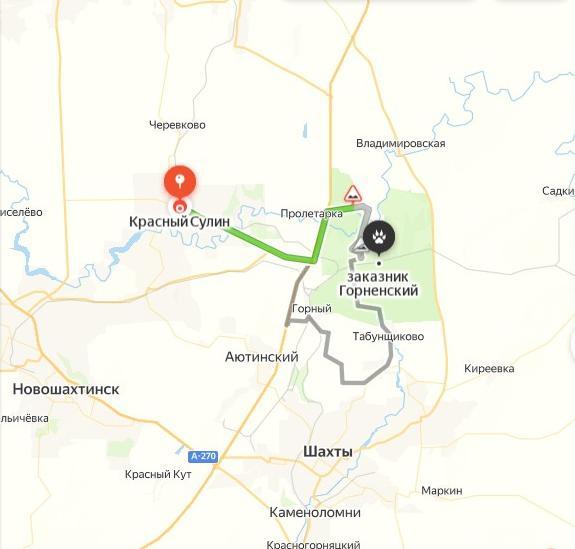 Черевково
Владимировская
Садки
иселёво
Пролетарка
Красный Сулин
заказник
Горненский
Горный
Табунщиково
Аютинский
Киреевка
Новошахтинск
льичёвка
Шахты
А-270
Красный Кут
Маркин
Каменоломни
Красногорняцкий